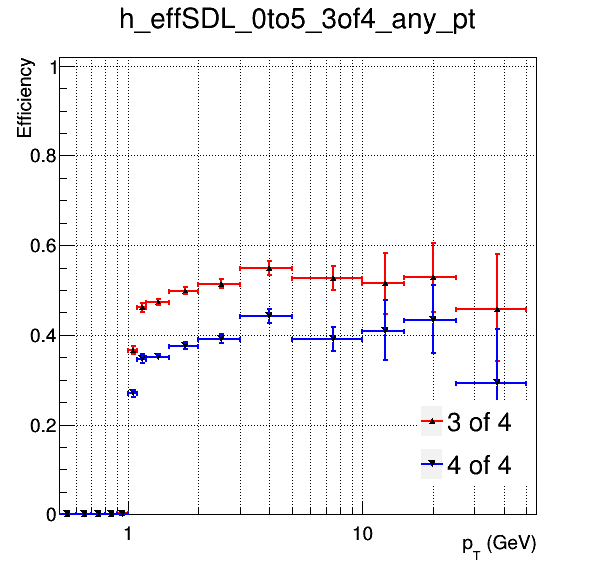 h_effSDL_0to5_3of4_any_pt
Efficiency
1
0.8
0.6
0.4
0.2
0
1
10
p_T (GeV)
3 of 4
4 of 4